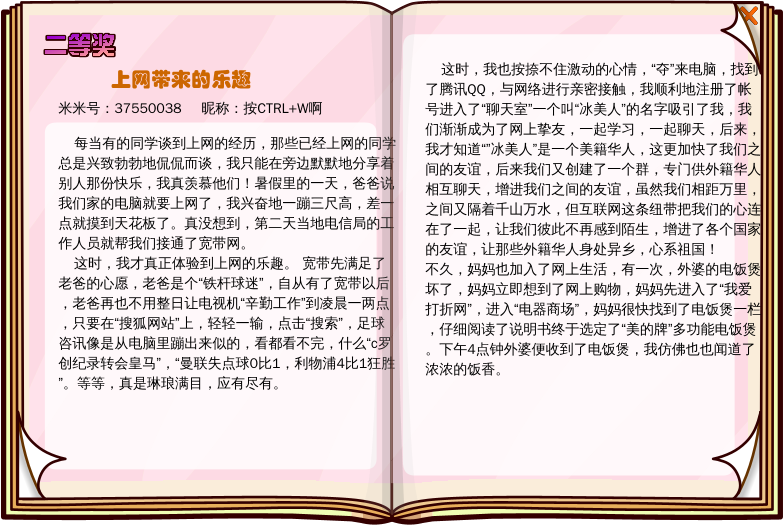 二等奖
上网带来的乐趣
米米号：37550038 昵称：按CTRL+W啊
每当有的同学谈到上网的经历，那些已经上网的同学
总是兴致勃勃地侃侃而谈，我只能在旁边默默地分享着
别人那份快乐，我真羡慕他们！暑假里的一天，爸爸说
我们家的电脑就要上网了，我兴奋地一蹦三尺高，差一
点就摸到天花板了。真没想到，第二天当地电信局的工
作人员就帮我们接通了宽带网。
这时，我才真正体验到上网的乐趣。 宽带先满足了
老爸的心愿，老爸是个“铁杆球迷”，自从有了宽带以后
，老爸再也不用整日让电视机“辛勤工作”到凌晨一两点
，只要在“搜狐网站”上，轻轻一输，点击“搜索”，足球
咨讯像是从电脑里蹦出来似的，看都看不完，什么“c罗
创纪录转会皇马”，“曼联失点球0比1，利物浦4比1狂胜
”。等等，真是琳琅满目，应有尽有。
这时，我也按捺不住激动的心情，“夺”来电脑，找到
了腾讯QQ，与网络进行亲密接触，我顺利地注册了帐
号进入了“聊天室”一个叫“冰美人”的名字吸引了我，我
们渐渐成为了网上挚友，一起学习，一起聊天，后来，
我才知道“”冰美人”是一个美籍华人，这更加快了我们之
间的友谊，后来我们又创建了一个群，专门供外籍华人
相互聊天，增进我们之间的友谊，虽然我们相距万里，
之间又隔着千山万水，但互联网这条纽带把我们的心连
在了一起，让我们彼此不再感到陌生，增进了各个国家
的友谊，让那些外籍华人身处异乡，心系祖国！
不久，妈妈也加入了网上生活，有一次，外婆的电饭煲
坏了，妈妈立即想到了网上购物，妈妈先进入了“我爱
打折网”，进入“电器商场”，妈妈很快找到了电饭煲一栏
，仔细阅读了说明书终于选定了“美的牌”多功能电饭煲
。下午4点钟外婆便收到了电饭煲，我仿佛也也闻道了
浓浓的饭香。